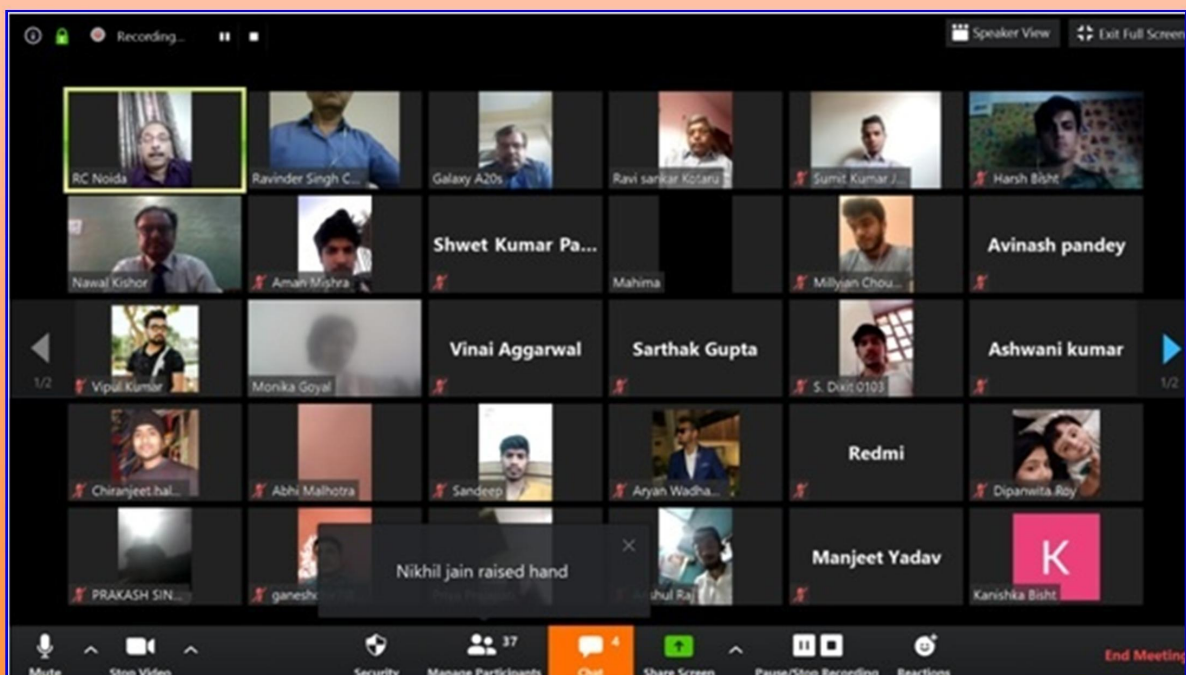 Recording...
Speaker View
Exit Full Screen
RC Noida
Ravinder Singh C...
Galaxy A20s
Ravi sankar Kotaru
Sumit Kumar J...
Harsh Bisht
Nawal Kishor
Aman Mishra
Shwet Kumar Pa...
Mahima
Millyian Chou...
Avinash pandey
1/2
Vipul Kumar
Monika Goyal
Vinai Aggarwal
Sarthak Gupta
S. Dixit 0103
Ashwani kumar
1/2
Chiranjeet hal...
Abhi Malhotra
Sandeep
Aryan Wadha...
Redmi
Dipanwita Roy
PRAKASH SIN...
Nikhil jain raised hand
Manjeet Yadav
K
Kanishka Bisht
Mute
Stop Video
Security
37
Manage Participants
4
Chat
Share Screen
Pause/Stop Recording
Reactions
End Meeting